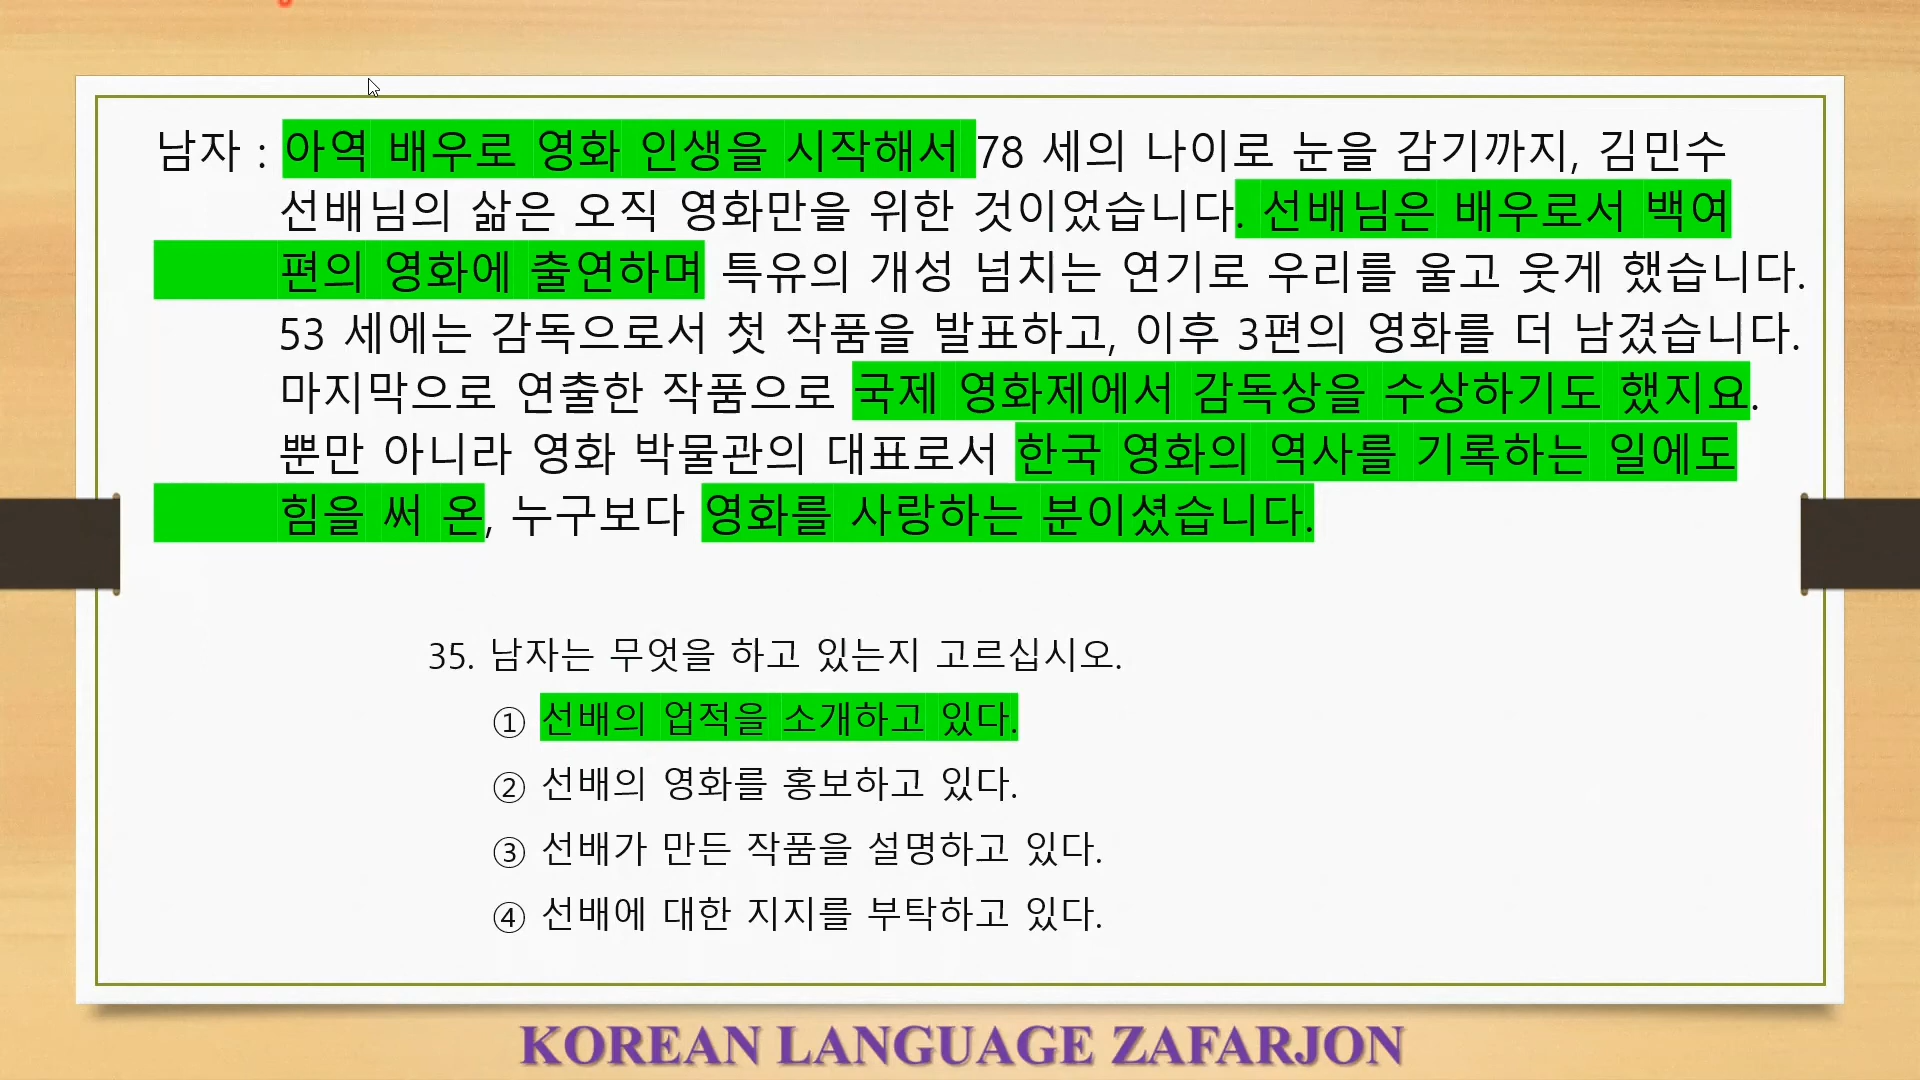 남자 : 아역 배우로 영화 인생을 시작해서 78 세의 나이로 눈을 감기까지, 김민수
선배님의 삶은 오직 영화만을 위한 것이었습니다. 선배님은 배우로서 백여
편의 영화에 출연하며 특유의 개성 넘치는 연기로 우리를 울고 웃게 했습니다.
53 세에는 감독으로서 첫 작품을 발표하고, 이후 3편의 영화를 더 남겼습니다.
마지막으로 연출한 작품으로 국제 영화제에서 감독상을 수상하기도 했지요.
뿐만 아니라 영화 박물관의 대표로서 한국 영화의 역사를 기록하는 일에도
힘을 써 온, 누구보다 영화를 사랑하는 분이셨습니다.
35. 남자는 무엇을 하고 있는지 고르십시오.
① 선배의 업적을 소개하고 있다.
② 선배의 영화를 홍보하고 있다.
③ 선배가 만든 작품을 설명하고 있다.
④ 선배에 대한 지지를 부탁하고 있다.
KOREAN LANGUAGE ZAFARJON